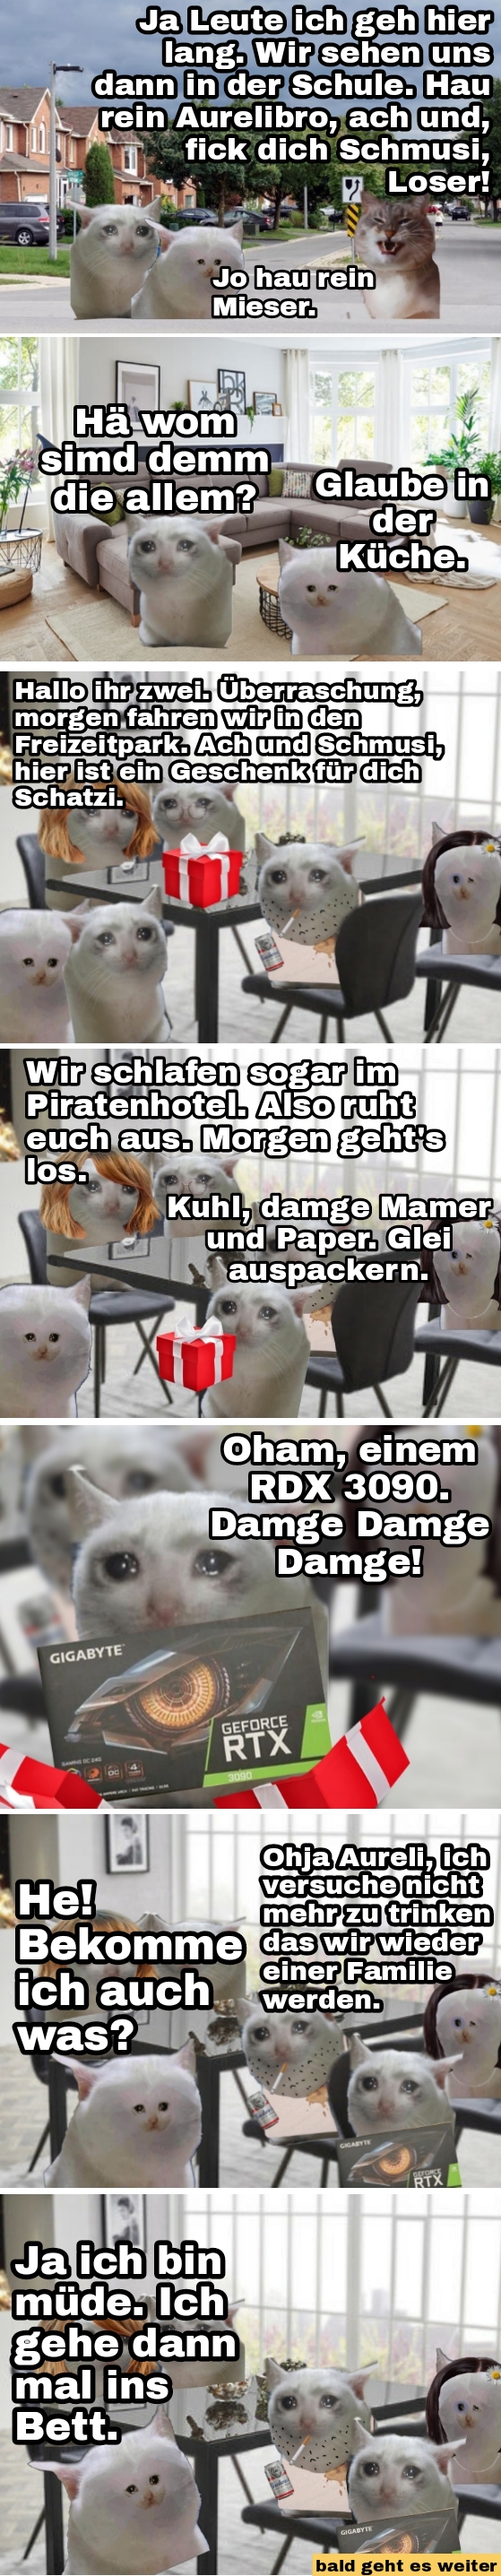 Ja Leute ich geh hier
lang. Wir sehen uns
dann in der Schule. Hau
rein Aurelibro, ach und,
fick dich Schmusi,
Loser!
Jo hau rein
Mieser.
Hä wom
simd demm
die allem?
Glaube in
der
Küche.
Hallo ihr zwei. Überraschung,
morgen fahren wir in den
Freizeitpark. Ach und Schmusi,
hier ist ein Geschenk für dich
Schatzi.
Wir schlafen sogar im
Piratenhotel. Also ruht
euch aus. Morgen geht's
los.
Kuhl, damge Mamer
und Paper. Glei
auspackern.
Oham, einem
RDX 3090.
Damge Damge
Damge!
GIGABYTE
GEFORCE
RTX
3090
He!
Bekomme
ich auch
was?
Ohja Aureli, ich
versuche nicht
mehr zu trinken
das wir wieder
einer Familie
werden.
GIGABYTE
GEFORCE
RTX
Ja ich bin
müde. Ich
gehe dann
mal ins
Bett.
GIGABYTE
bald geht es weiter